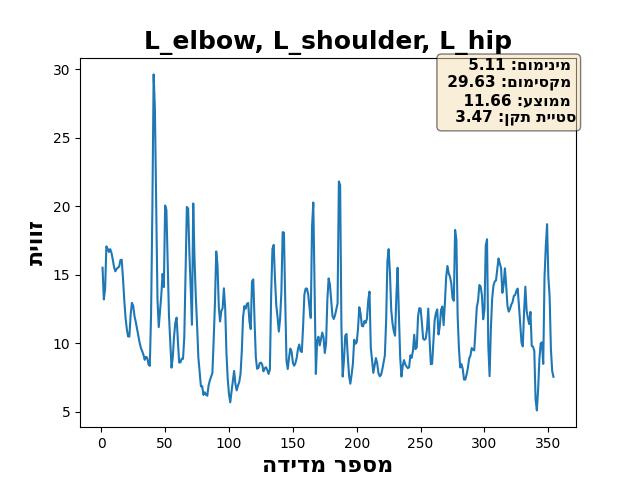 L_elbow, L_shoulder, L_hip
מינימום: 5.11
מקסימום: 29.63
ממוצע: 11.66
סטיית תקן: 3.47
זווית
30
25
20
15
10
5
0 50 100 150 200 250 300 350
מספר מדידה